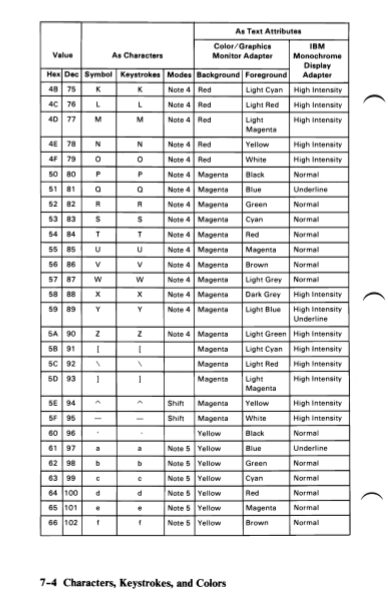 As Text Attributes
Value As Characters Color/Graphics Monitor Adapter IBM Monochrome Display Adapter
Hex Dec Symbol Keystrokes Modes Background Foreground
4B 75 K K Note 4 Red Light Cyan High Intensity
4C 76 L L Note 4 Red Light Red High Intensity
4D 77 M M Note 4 Red Light Magenta High Intensity
4E 78 N N Note 4 Red Yellow High Intensity
4F 79 O O Note 4 Red White High Intensity
50 80 P P Note 4 Magenta Black Normal
51 81 Q Q Note 4 Magenta Blue Underline
52 82 R R Note 4 Magenta Green Normal
53 83 S S Note 4 Magenta Cyan Normal
54 84 T T Note 4 Magenta Red Normal
55 85 U U Note 4 Magenta Magenta Normal
56 86 V V Note 4 Magenta Brown Normal
57 87 W W Note 4 Magenta Light Grey Normal
58 88 X X Note 4 Magenta Dark Grey High Intensity
59 89 Y Y Note 4 Magenta Light Blue High Intensity Underline
5A 90 Z Z Note 4 Magenta Light Green High Intensity
5B 91 [ [ Magenta Light Cyan High Intensity
5C 92 \ \ Magenta Light Red High Intensity
5D 93 ] ] Magenta Light Magenta High Intensity
5E 94 ^ ^ Shift Magenta Yellow High Intensity
5F 95 — — Shift Magenta White High Intensity
60 96 Yellow Black Normal
61 97 a a Note 5 Yellow Blue Underline
62 98 b b Note 5 Yellow Green Normal
63 99 c c Note 5 Yellow Cyan Normal
64 100 d d Note 5 Yellow Red Normal
65 101 e e Note 5 Yellow Magenta Normal
66 102 f f Note 5 Yellow Brown Normal
7-4 Characters, Keystrokes, and Colors